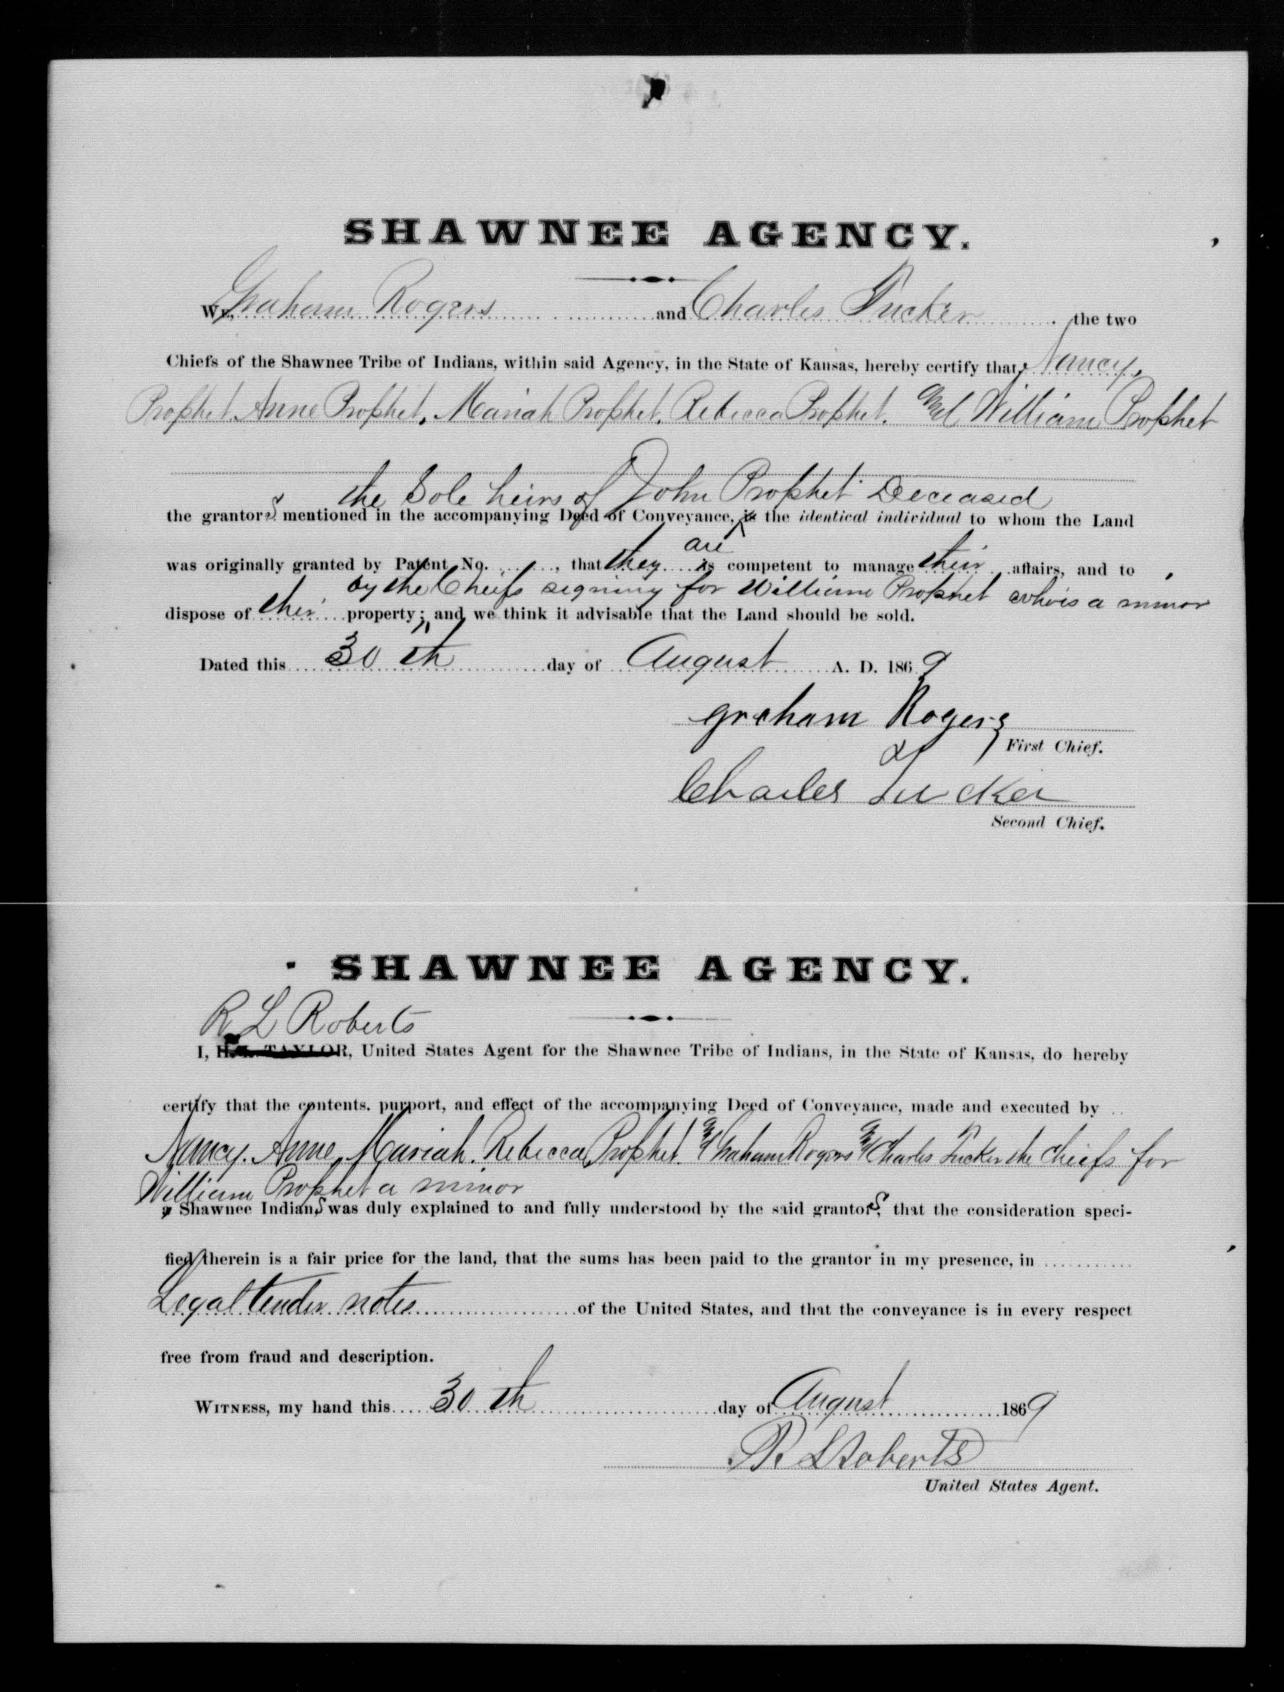 SHAWNEE AGENCY.
We, Graham Rogers and Charles Tucker the two
Chiefs of the Shawnee Tribe of Indians, within said Agency, in the State of Kansas, hereby certify that Nancy,
Prophet. Anne Prophet, Mariah Prophet, Rebecca Prophet. and William Prophet
the Sole heirs of John Prophet Deceased
the grantors mentioned in the accompanying Deed of Conveyance, is the identical individual to whom the Land
are
was originally granted by Patent No. , that they is competent to manage their affairs, and to
by the Chiefs signing for William Prophet who is a minor
dispose of their property; and we think it advisable that the Land should be sold.
Dated this 30th day of August A. D. 1869
graham Rogers
First Chief.
Charles Tucker
Second Chief.
SHAWNEE AGENCY.
R L Roberts
I, H. L. TAYLOR, United States Agent for the Shawnee Tribe of Indians, in the State of Kansas, do hereby
certify that the contents. purport, and effect of the accompanying Deed of Conveyance, made and executed by
Nancy. Anne, Mariah. Rebecca Prophet. and Graham Rogers and Charles Tucker the Chiefs for
William Prophet a minor
a Shawnee Indians was duly explained to and fully understood by the said grantors, that the consideration speci-
fied therein is a fair price for the land, that the sums has been paid to the grantor in my presence, in
Legal tender notes of the United States, and that the conveyance is in every respect
free from fraud and description.
WITNESS, my hand this 30th day of August 1869
R L Roberts
United States Agent.